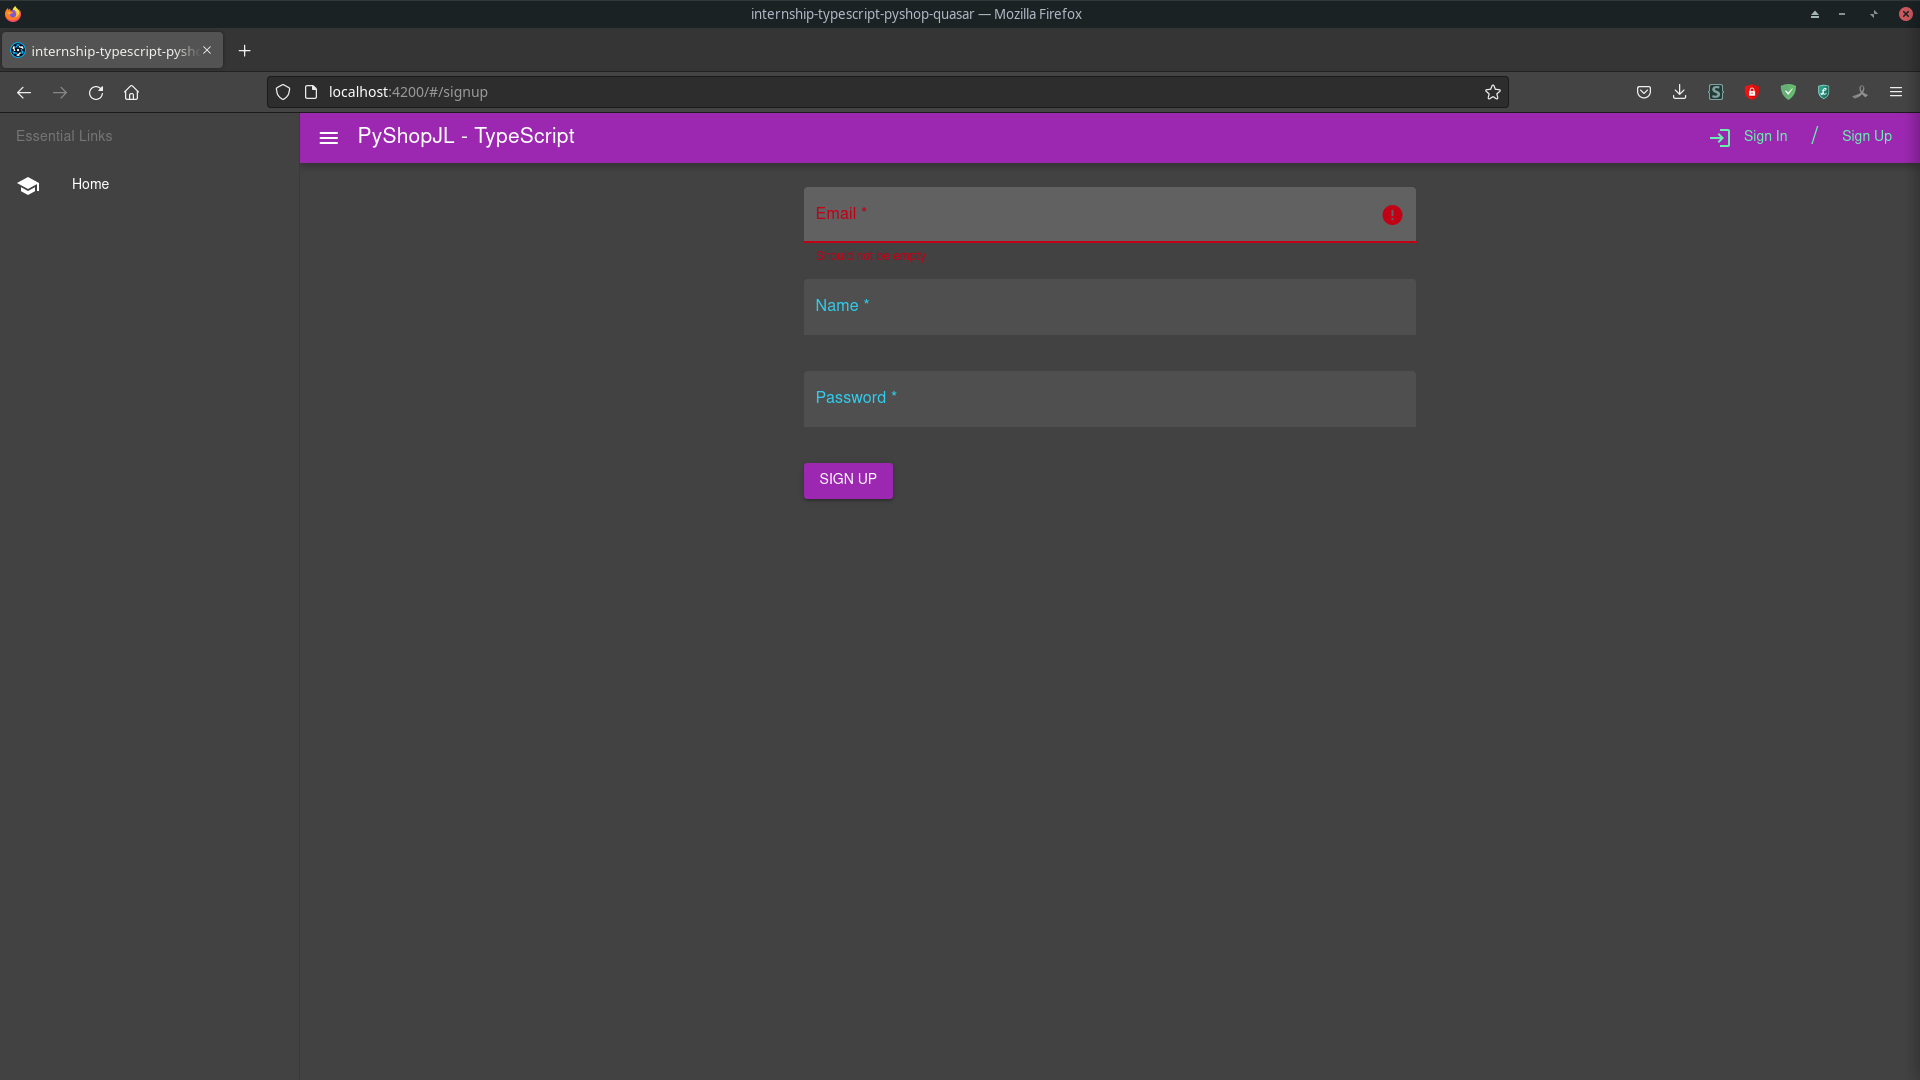 internship-typescript-pyshop-quasar — Mozilla Firefox
internship-typescript-pysh
localhost:4200/#/signup
Essential Links
PyShopJL - TypeScript
Sign In / Sign Up
Home
Email *
Name *
Password *
SIGN UP